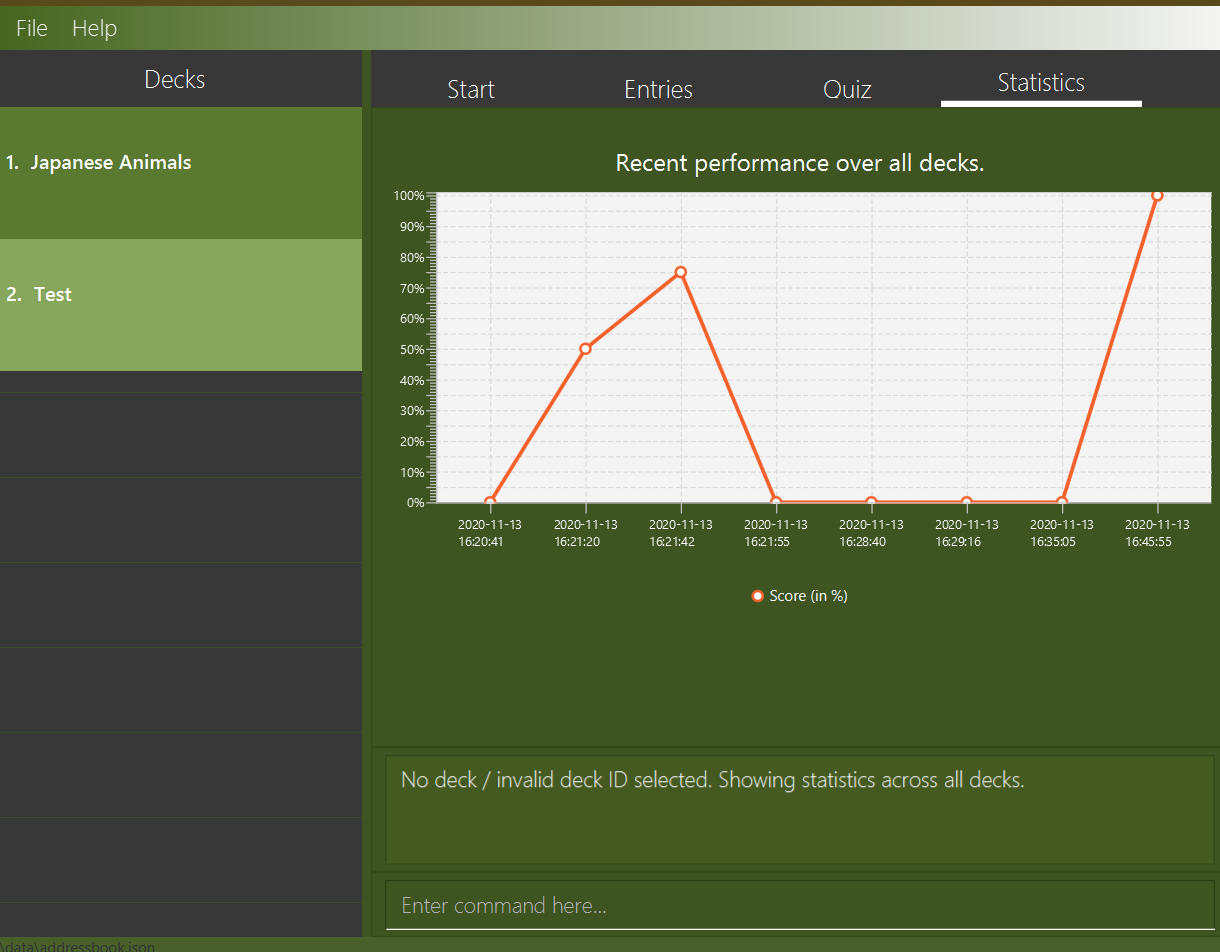 File Help
Decks
1. Japanese Animals
2. Test
Start Entries Quiz Statistics
Recent performance over all decks.
100%
90%
80%
70%
60%
50%
40%
30%
20%
10%
0%
2020-11-13 2020-11-13 2020-11-13 2020-11-13 2020-11-13 2020-11-13 2020-11-13 2020-11-13
16:20:41 16:21:20 16:21:42 16:21:55 16:28:40 16:29:16 16:35:05 16:45:55
Score (in %)
No deck / invalid deck ID selected. Showing statistics across all decks.
Enter command here...
\data\addressbook.json